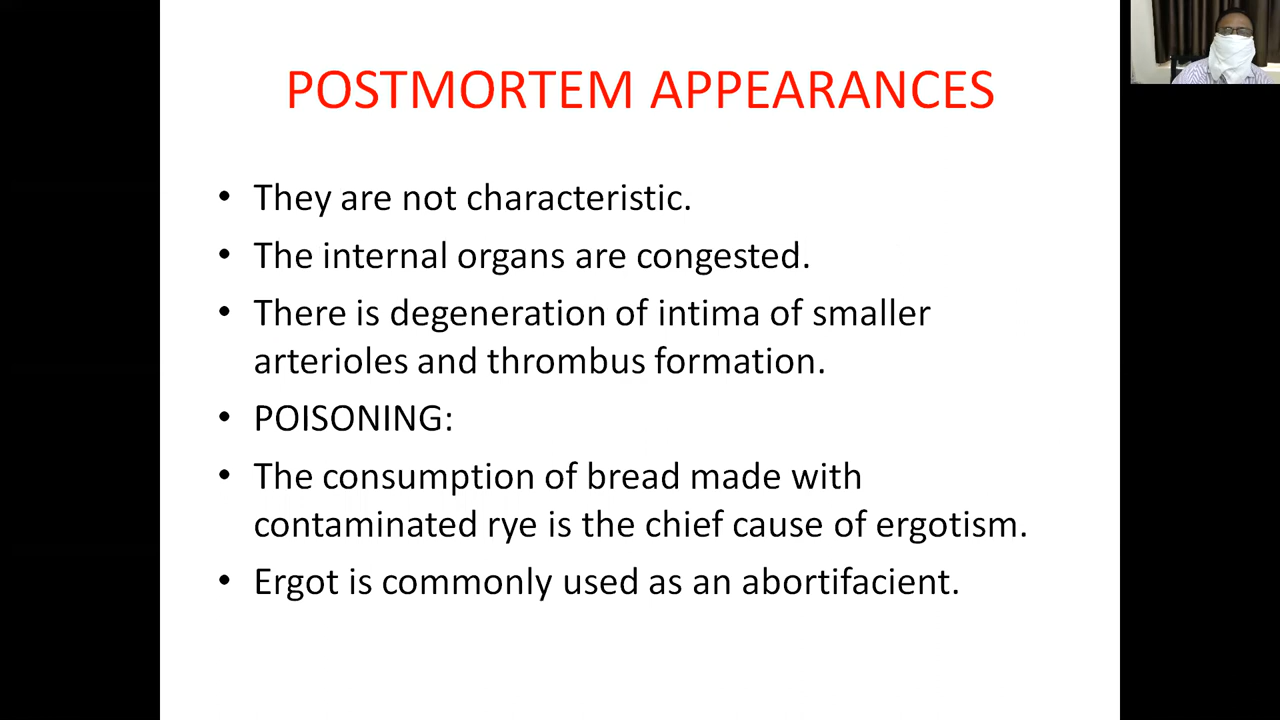 POSTMORTEM APPEARANCES
• They are not characteristic.
• The internal organs are congested.
• There is degeneration of intima of smaller
arterioles and thrombus formation.
• POISONING:
• The consumption of bread made with
contaminated rye is the chief cause of ergotism.
• Ergot is commonly used as an abortifacient.